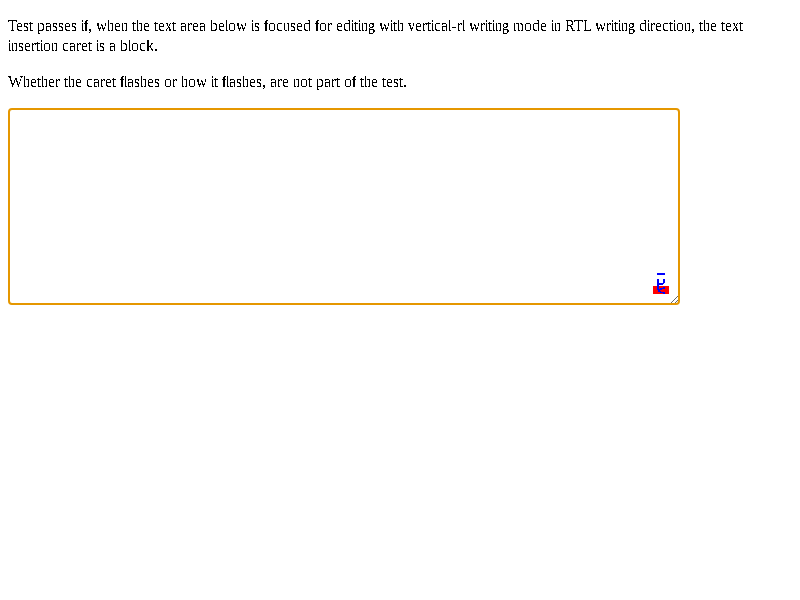 Test passes if, when the text area below is focused for editing with vertical-rl writing mode in RTL writing direction, the text
insertion caret is a block.
Whether the caret flashes or how it flashes, are not part of the test.